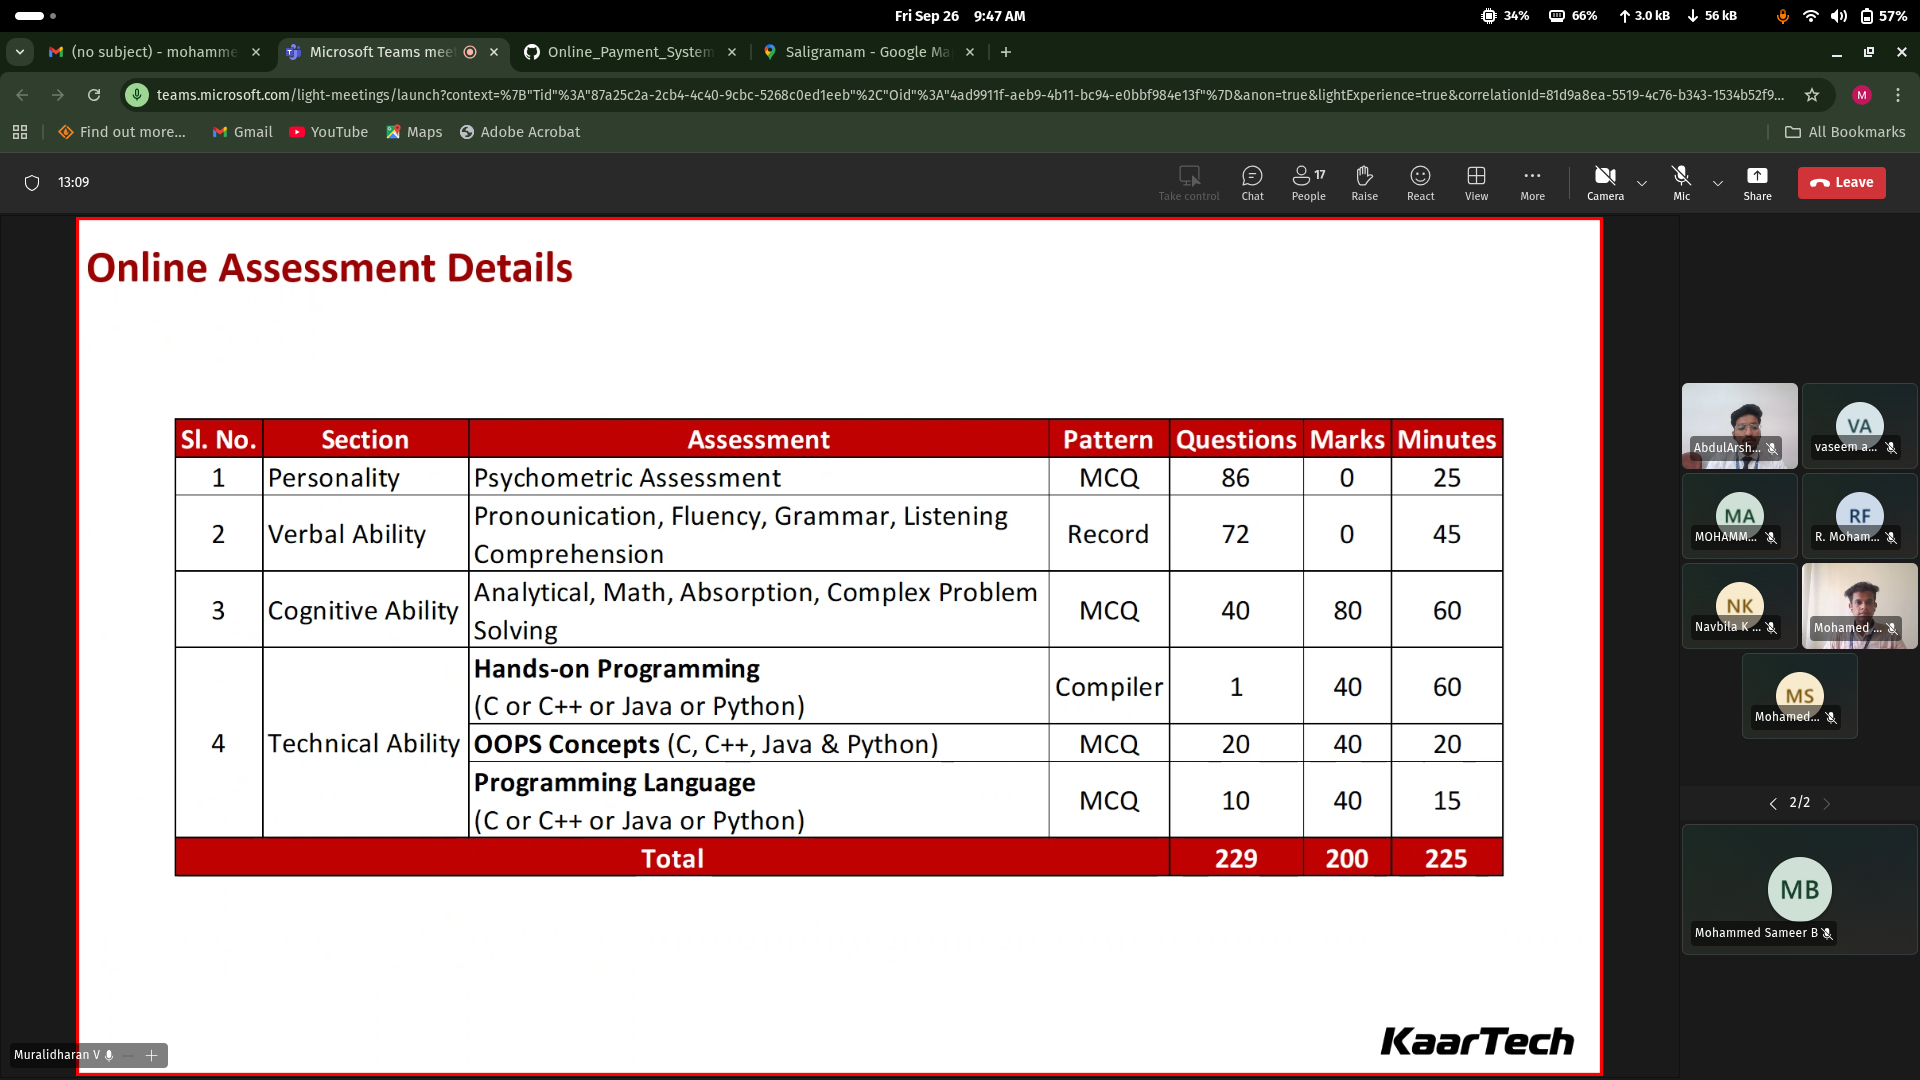 Fri Sep 26 9:47 AM
34% 66% 3.0 kB 56 kB 57%
(no subject) - mohamme
Microsoft Teams mee
Online_Payment_System
Saligramam - Google Ma
teams.microsoft.com/light-meetings/launch?context=%7B"Tid"%3A"87a25c2a-2cb4-4c40-9cbc-5268c0ed1eeb"%2C"Oid"%3A"4ad9911f-aeb9-4b11-bc94-e0bbf984e13f"%7D&anon=true&lightExperience=true&correlationId=81d9a8ea-5519-4c76-b343-1534b52f9...
M
Find out more...
Gmail
YouTube
Maps
Adobe Acrobat
All Bookmarks
13:09
Take control
Chat
17
People
Raise
React
View
More
Camera
Mic
Share
Leave
Online Assessment Details
Sl. No. Section Assessment Pattern Questions Marks Minutes
1 Personality Psychometric Assessment MCQ 86 0 25
2 Verbal Ability Pronounication, Fluency, Grammar, Listening
Comprehension Record 72 0 45
3 Cognitive Ability Analytical, Math, Absorption, Complex Problem
Solving MCQ 40 80 60
4 Technical Ability Hands-on Programming
(C or C++ or Java or Python) Compiler 1 40 60
OOPS Concepts (C, C++, Java & Python) MCQ 20 40 20
Programming Language
(C or C++ or Java or Python) MCQ 10 40 15
Total 229 200 225
KaarTech
Muralidharan V
AbdulArsh...
VA
vaseem a...
MA
MOHAMM...
RF
R. Moham...
NK
Navbila K ...
Mohamed ...
MS
Mohamed...
2/2
MB
Mohammed Sameer B